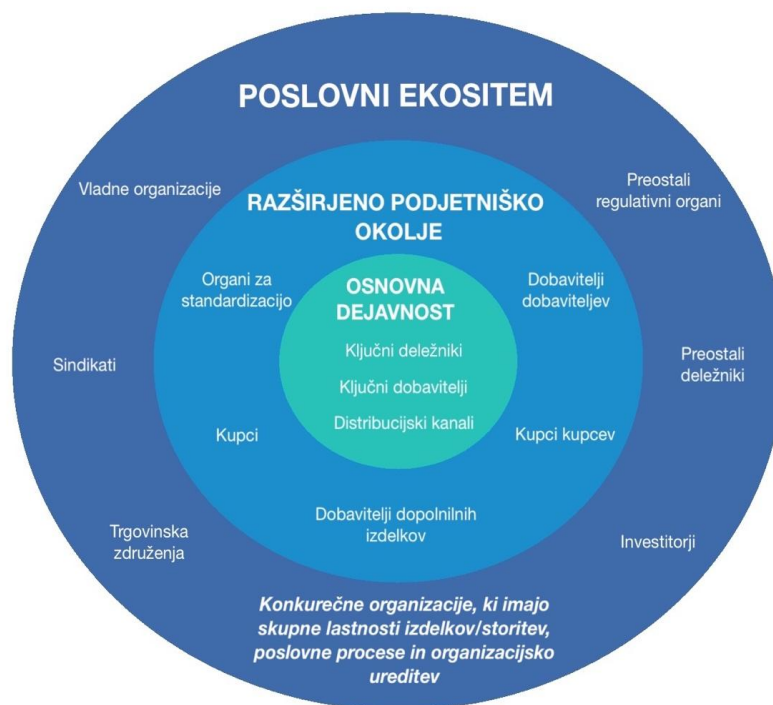 POSLOVNI EKOSITEM
Vladne organizacije
Preostali
regulativni organi
RAZŠIRJENO PODJETNIŠKO
OKOLJE
Organi za
standardizacijo
OSNOVNA
DEJAVNOST
Dobavitelji
dobaviteljev
Ključni deležniki
Ključni dobavitelji
Distribucijski kanali
Sindikati
Preostali
deležniki
Kupci
Kupci kupcev
Dobavitelji dopolnilnih
izdelkov
Trgovinska
združenja
Investitorji
Konkurečne organizacije, ki imajo
skupne lastnosti izdelkov/storitev,
poslovne procese in organizacijsko
ureditev